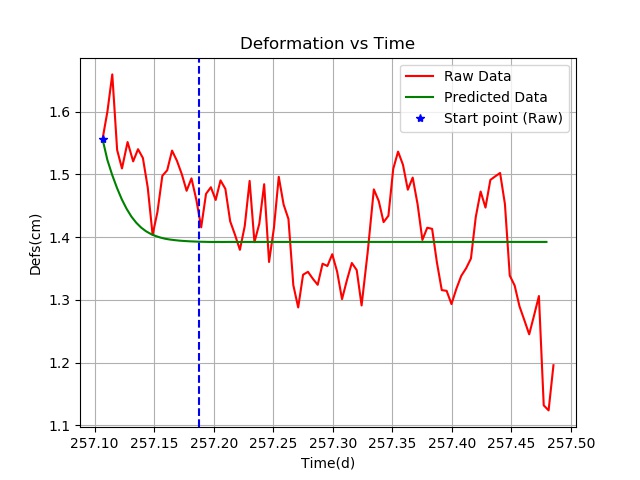 Deformation vs Time
Raw Data
Predicted Data
Start point (Raw)
Defs(cm)
1.6
1.5
1.4
1.3
1.2
1.1
257.10 257.15 257.20 257.25 257.30 257.35 257.40 257.45 257.50
Time(d)